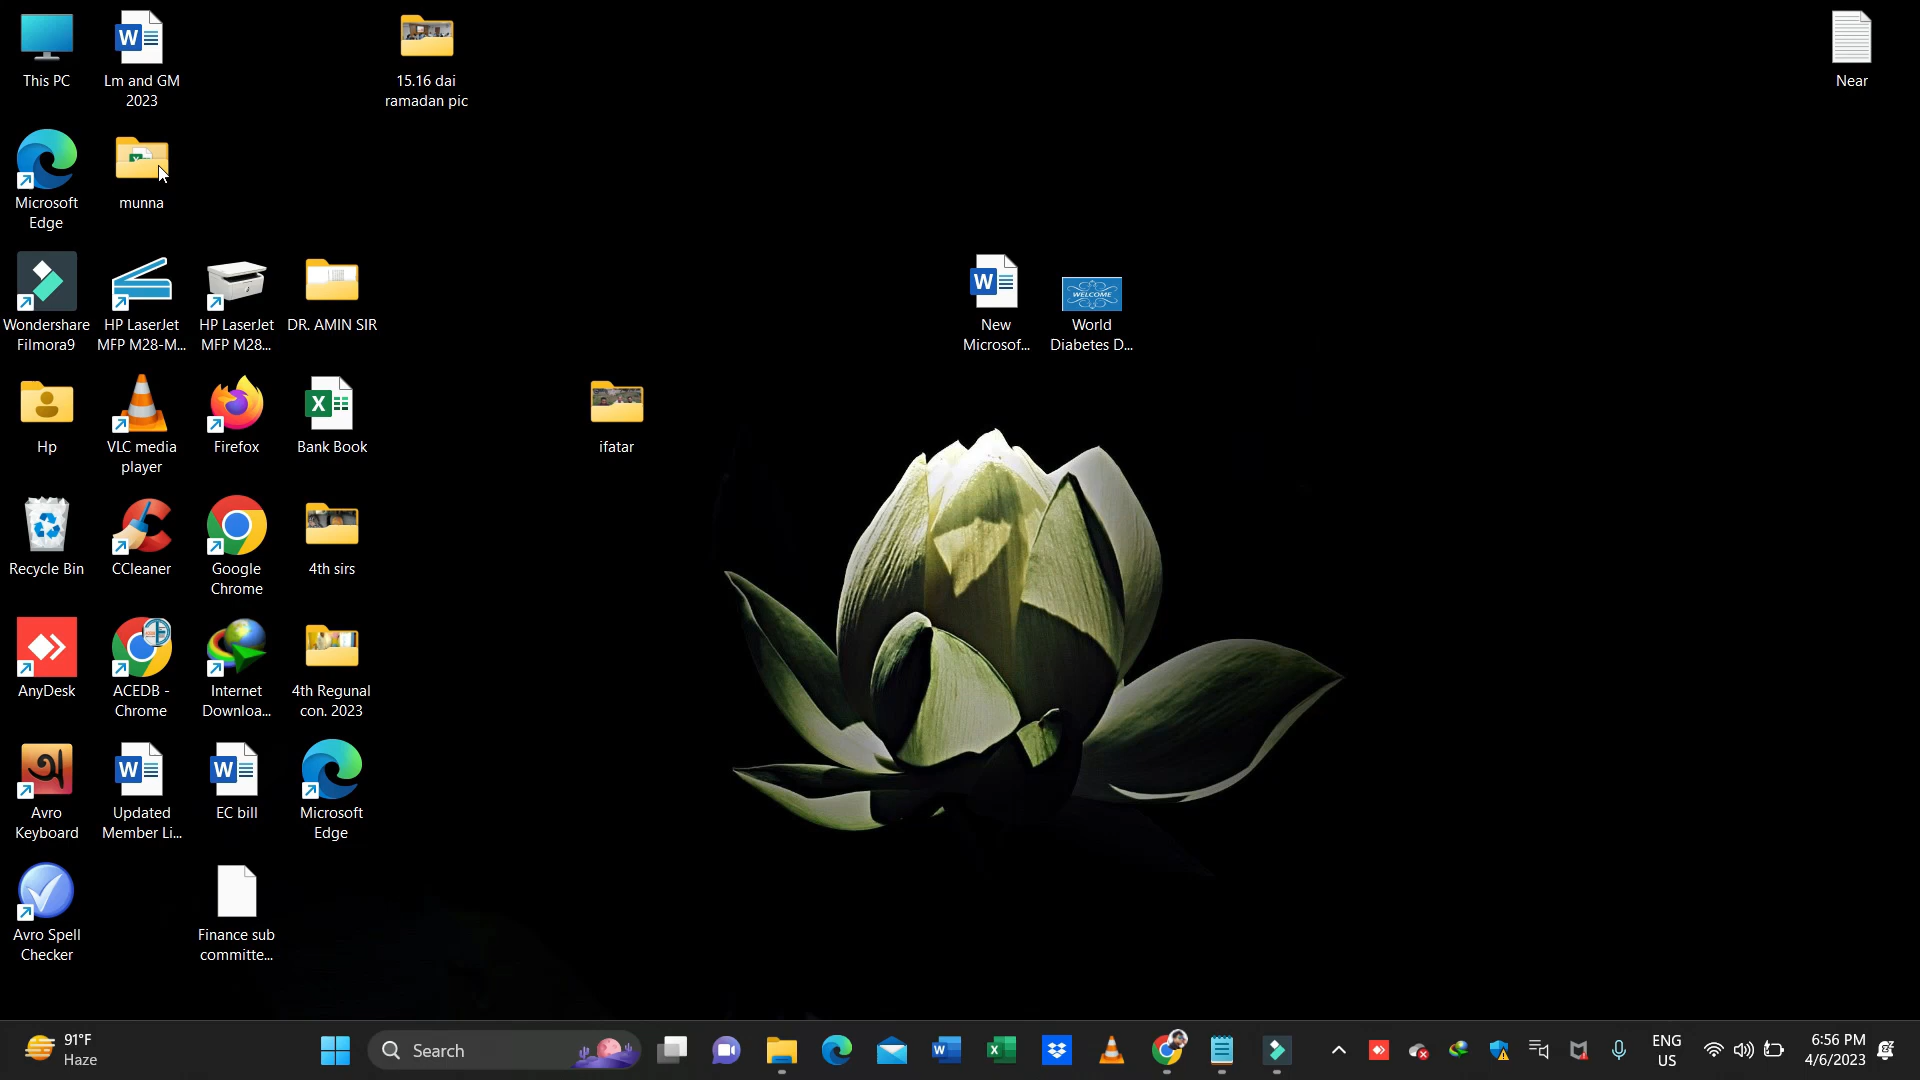 This PC
Lm and GM
2023
15.16 dai
ramadan pic
Near
Microsoft
Edge
munna
Wondershare
Filmora9
HP LaserJet
MFP M28-M...
HP LaserJet
MFP M28...
DR. AMIN SIR
New
Microsof...
WELCOME
World
Diabetes D...
Hp
VLC media
player
Firefox
Bank Book
ifatar
Recycle Bin
CCleaner
Google
Chrome
4th sirs
AnyDesk
ACEDB -
Chrome
Internet
Downloa...
4th Regunal
con. 2023
অ
Avro
Keyboard
Updated
Member Li...
EC bill
Microsoft
Edge
Avro Spell
Checker
Finance sub
committe...
91°F
Haze
Search
ENG
US
6:56 PM
4/6/2023